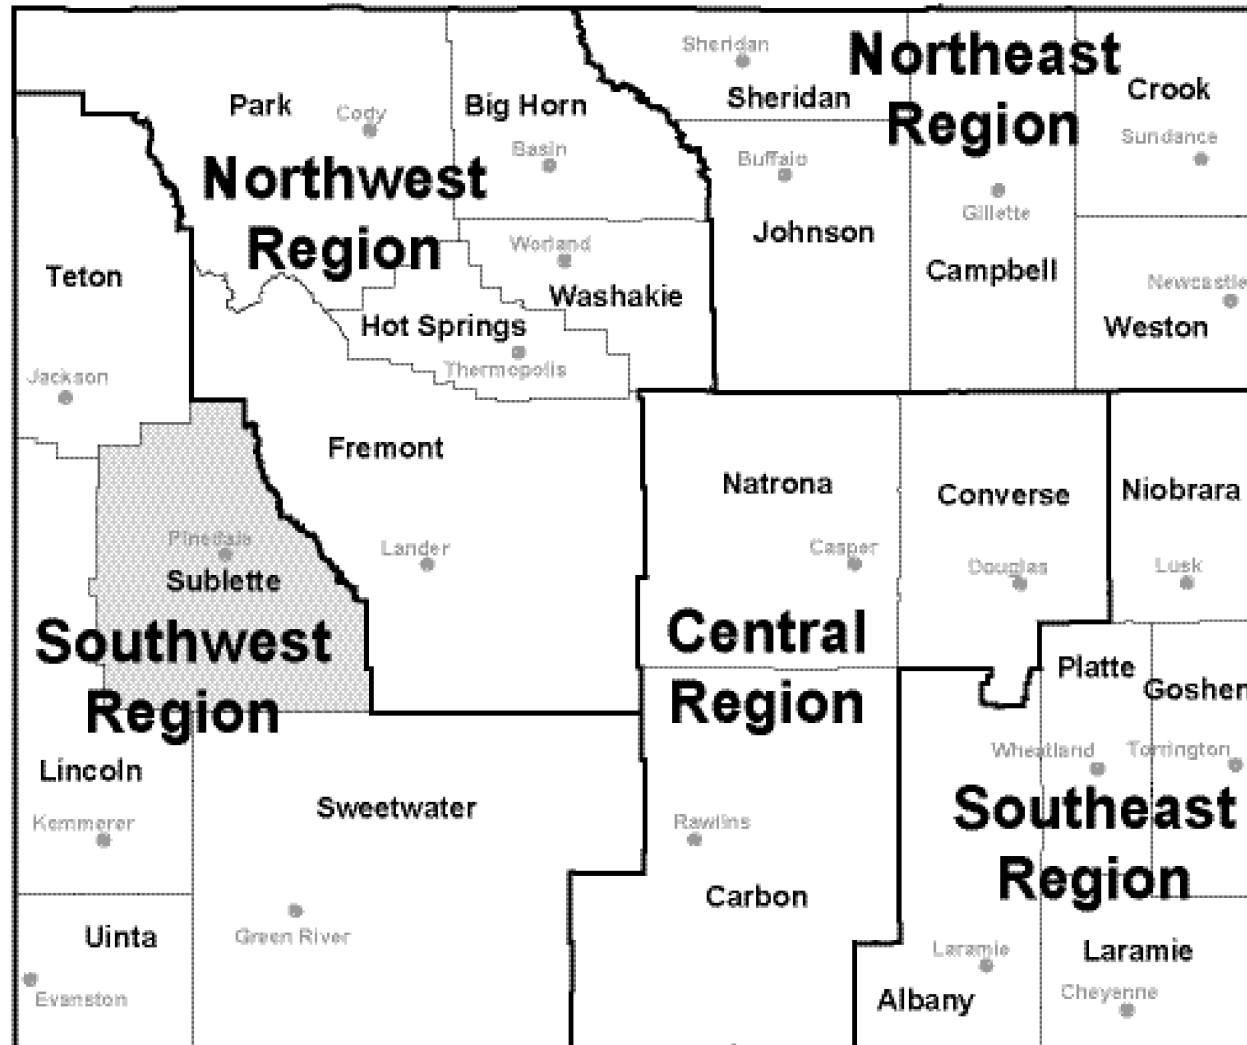 Sheridan
Northeast
Region
Crook
Park
Cody
Big Horn
Sheridan
Sundance
Basin
Buffalo
Northwest
Region
Gillette
Johnson
Worland
Teton
Campbell
Newcastle
Washakie
Hot Springs
Weston
Thermopolis
Jackson
Fremont
Natrona
Converse
Niobrara
Pinedale
Lander
Casper
Douglas
Lusk
Sublette
Southwest
Region
Central
Region
Platte
Goshen
Wheatland
Torrington
Lincoln
Sweetwater
Southeast
Region
Kemmerer
Rawlins
Carbon
Uinta
Green River
Laramie
Laramie
Evanston
Albany
Cheyenne